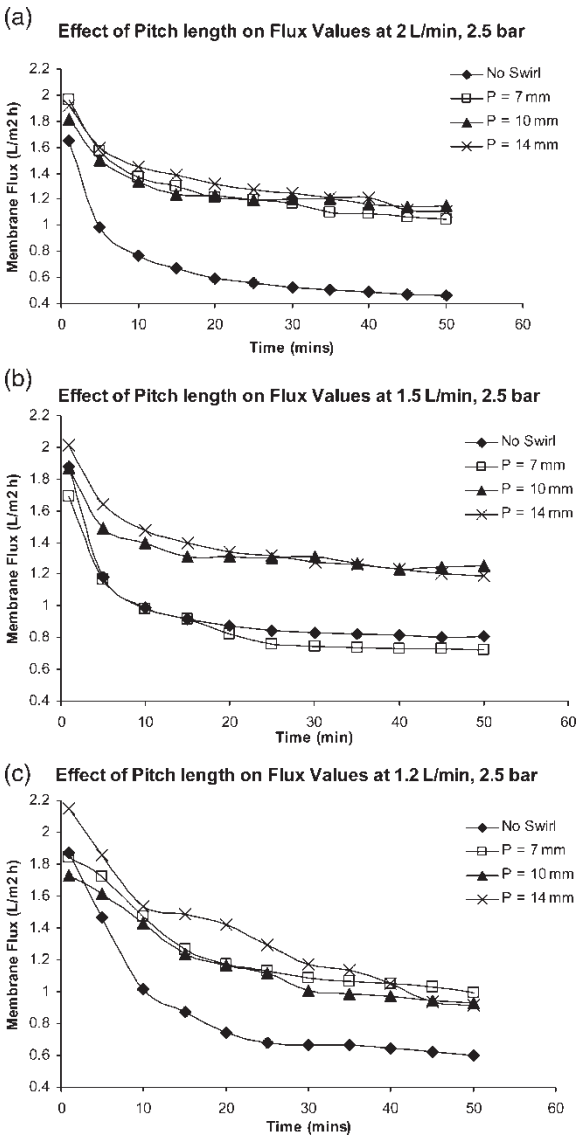 (a)
Effect of Pitch length on Flux Values at 2 L/min, 2.5 bar
Membrane Flux (L/m2 h)
2.2
2
1.8
1.6
1.4
1.2
1
0.8
0.6
0.4
0 10 20 30 40 50 60
Time (mins)
No Swirl
P = 7 mm
P = 10 mm
P = 14 mm
(b)
Effect of Pitch length on Flux Values at 1.5 L/min, 2.5 bar
Membrane Flux (L/m2 h)
2.2
2
1.8
1.6
1.4
1.2
1
0.8
0.6
0.4
0 10 20 30 40 50 60
Time (min)
No Swirl
P = 7 mm
P = 10 mm
P = 14 mm
(c)
Effect of Pitch length on Flux Values at 1.2 L/min, 2.5 bar
Membrane Flux (L/m2 h)
2.2
2
1.8
1.6
1.4
1.2
1
0.8
0.6
0.4
0 10 20 30 40 50 60
Time (mins)
No Swirl
P = 7 mm
P = 10 mm
P = 14 mm